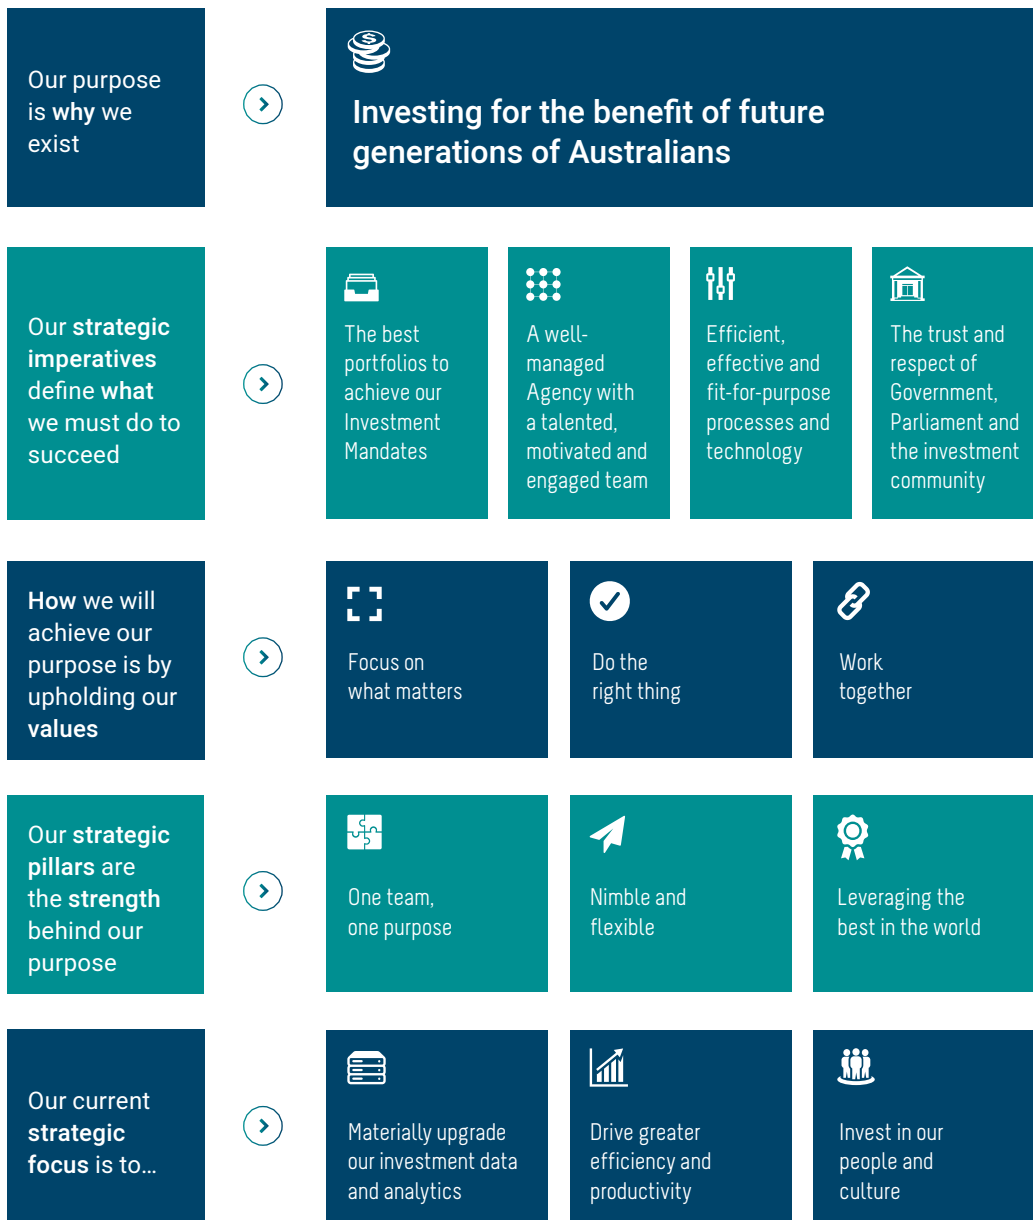 Our purpose
is why we
exist
Investing for the benefit of future
generations of Australians
Our strategic
imperatives
define what
we must do to
succeed
The best
portfolios to
achieve our
Investment
Mandates
A well-
managed
Agency with
a talented,
motivated and
engaged team
Efficient,
effective and
fit-for-purpose
processes and
technology
The trust and
respect of
Government,
Parliament and
the investment
community
How we will
achieve our
purpose is by
upholding our
values
Focus on
what matters
Do the
right thing
Work
together
Our strategic
pillars are
the strength
behind our
purpose
One team,
one purpose
Nimble and
flexible
Leveraging the
best in the world
Our current
strategic
focus is to…
Materially upgrade
our investment data
and analytics
Drive greater
efficiency and
productivity
Invest in our
people and
culture